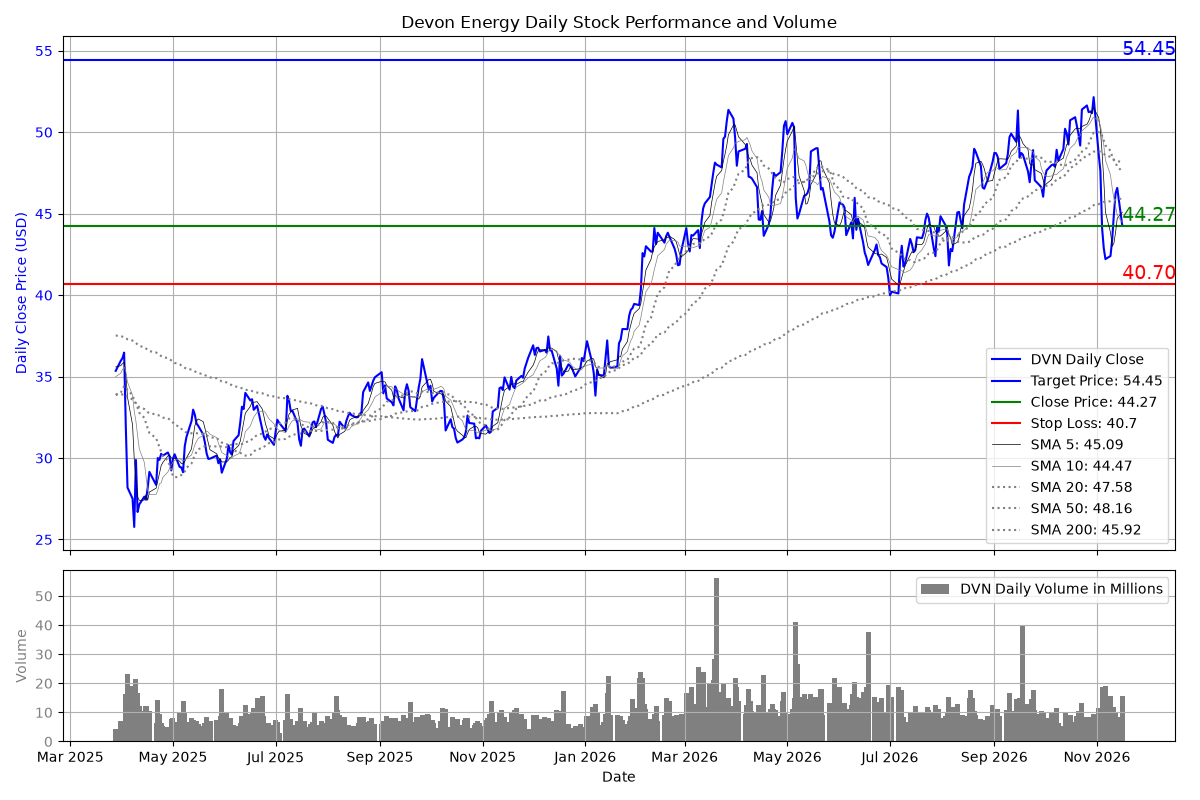 Devon Energy Daily Stock Performance and Volume
Daily Close Price (USD)
55
50
45
40
35
30
25
54.45
44.27
40.70
DVN Daily Close
Target Price: 54.45
Close Price: 44.27
Stop Loss: 40.7
SMA 5: 45.09
SMA 10: 44.47
SMA 20: 47.58
SMA 50: 48.16
SMA 200: 45.92
Volume
50
40
30
20
10
0
DVN Daily Volume in Millions
Mar 2025 May 2025 Jul 2025 Sep 2025 Nov 2025 Jan 2026 Mar 2026 May 2026 Jul 2026 Sep 2026 Nov 2026
Date